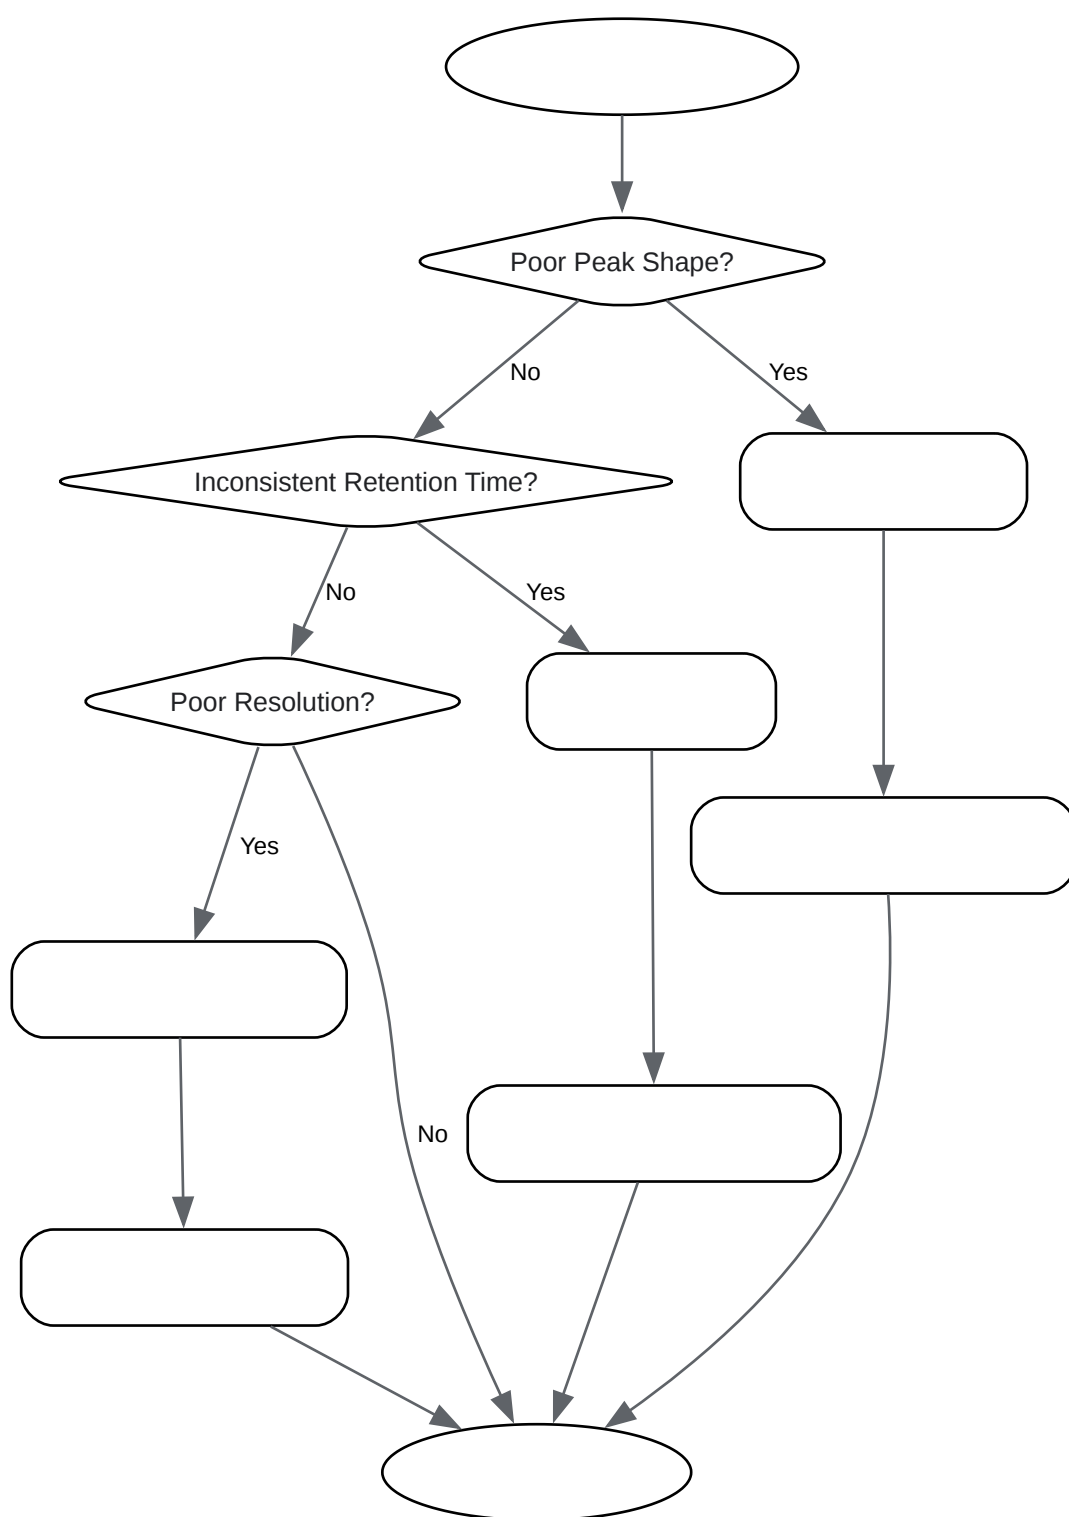 Poor Peak Shape?
No
Yes
Inconsistent Retention Time?
No
Yes
Poor Resolution?
Yes
No